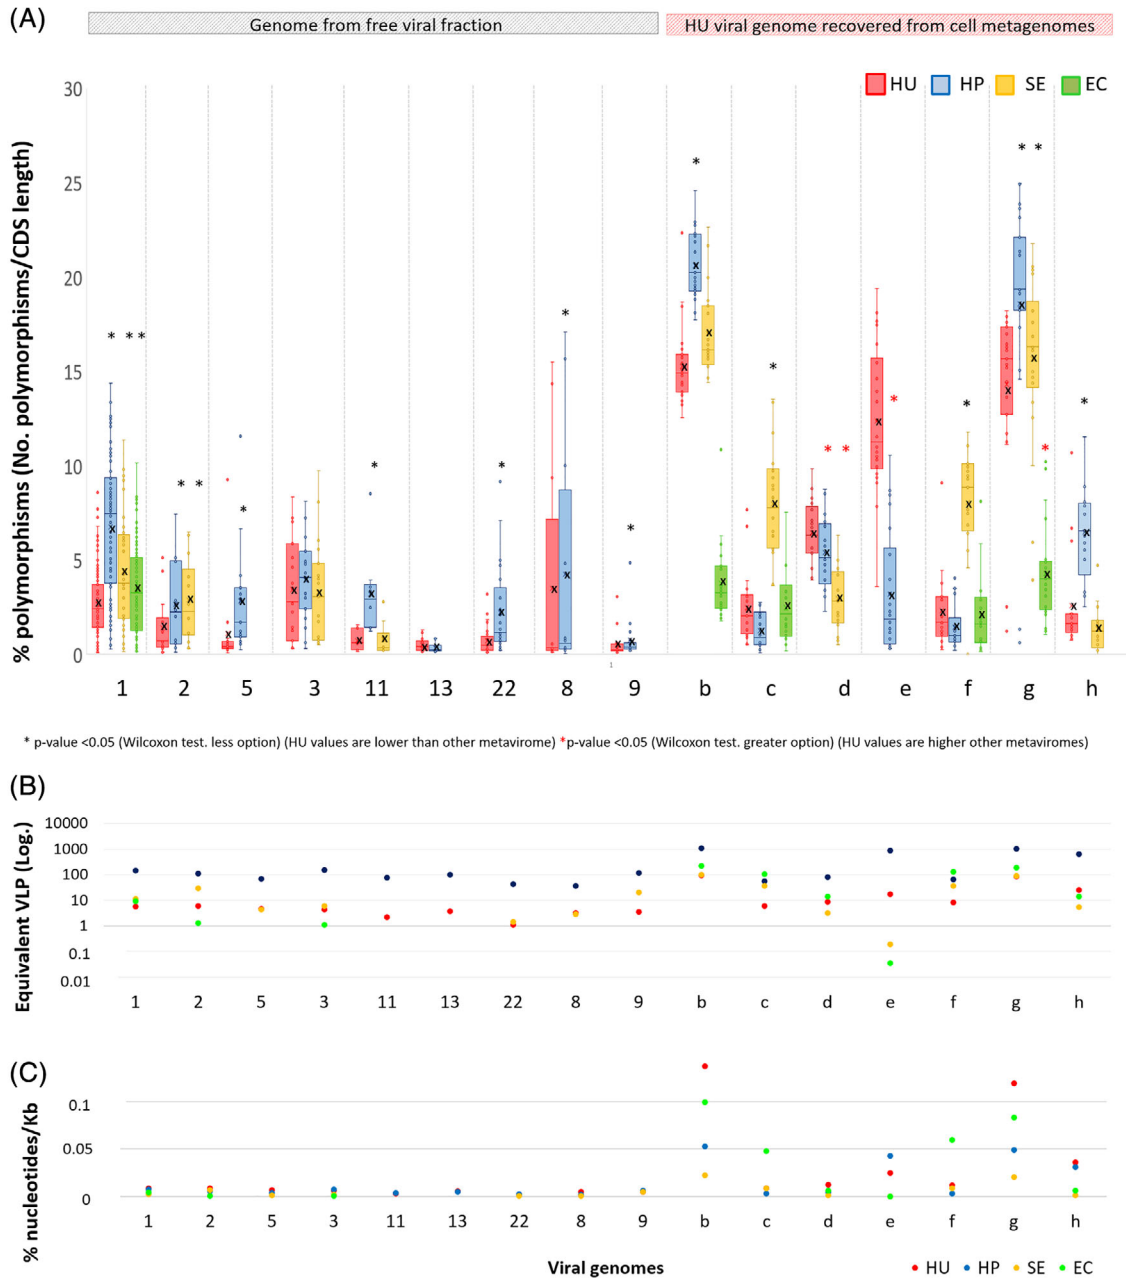 (A)
Genome from free viral fraction
HU viral genome recovered from cell metagenomes
HU HP SE EC
% polymorphisms (No. polymorphisms/CDS length)
30
25
20
15
10
5
0
1 2 5 3 11 13 22 8 9 b c d e f g h
* p-value <0.05 (Wilcoxon test. less option) (HU values are lower than other metavirome) *p-value <0.05 (Wilcoxon test. greater option) (HU values are higher other metaviromes)
(B)
Equivalent VLP (Log.)
10000
1000
100
10
1
0.1
0.01
1 2 5 3 11 13 22 8 9 b c d e f g h
(C)
% nucleotides/Kb
0.1
0.05
0
1 2 5 3 11 13 22 8 9 b c d e f g h
Viral genomes
HU HP SE EC